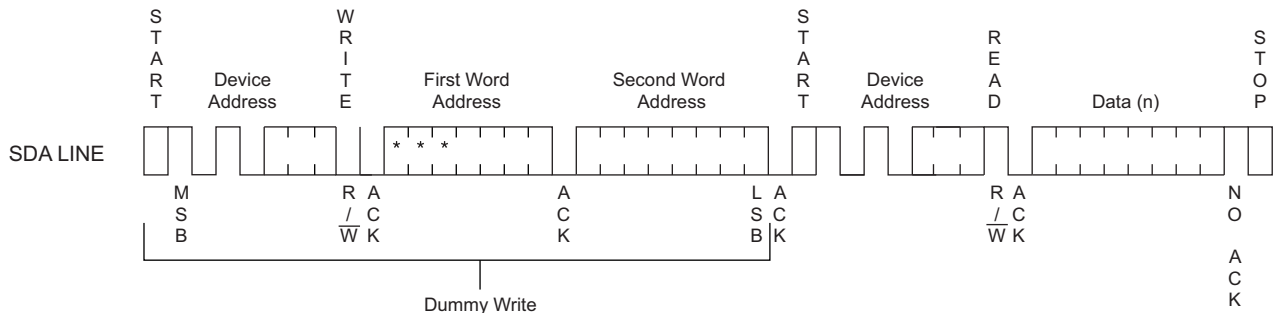 START
WRITE
START
READ
STOP
Device
Address
First Word
Address
Second Word
Address
Device
Address
Data (n)
SDA LINE
* * *
MSB
R/W
ACK
ACK
LSB
ACK
R/W
ACK
NO ACK
Dummy Write